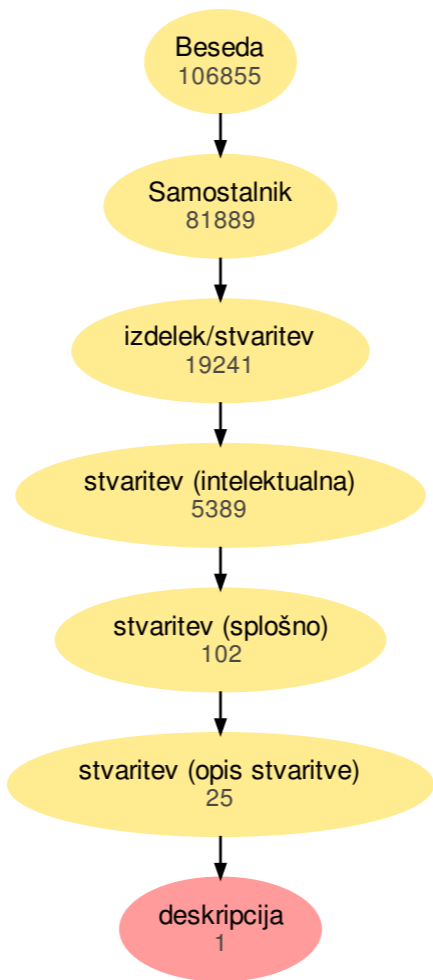 Beseda
106855
Samostalnik
81889
izdelek/stvaritev
19241
stvaritev (intelektualna)
5389
stvaritev (splošno)
102
stvaritev (opis stvaritve)
25
deskripcija
1